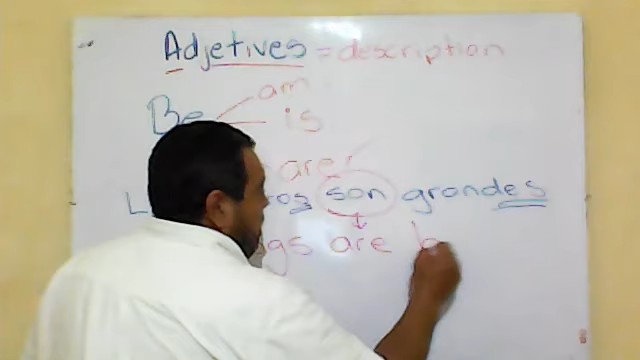 Adjetives = description
Be am
is
are
son grandes
are